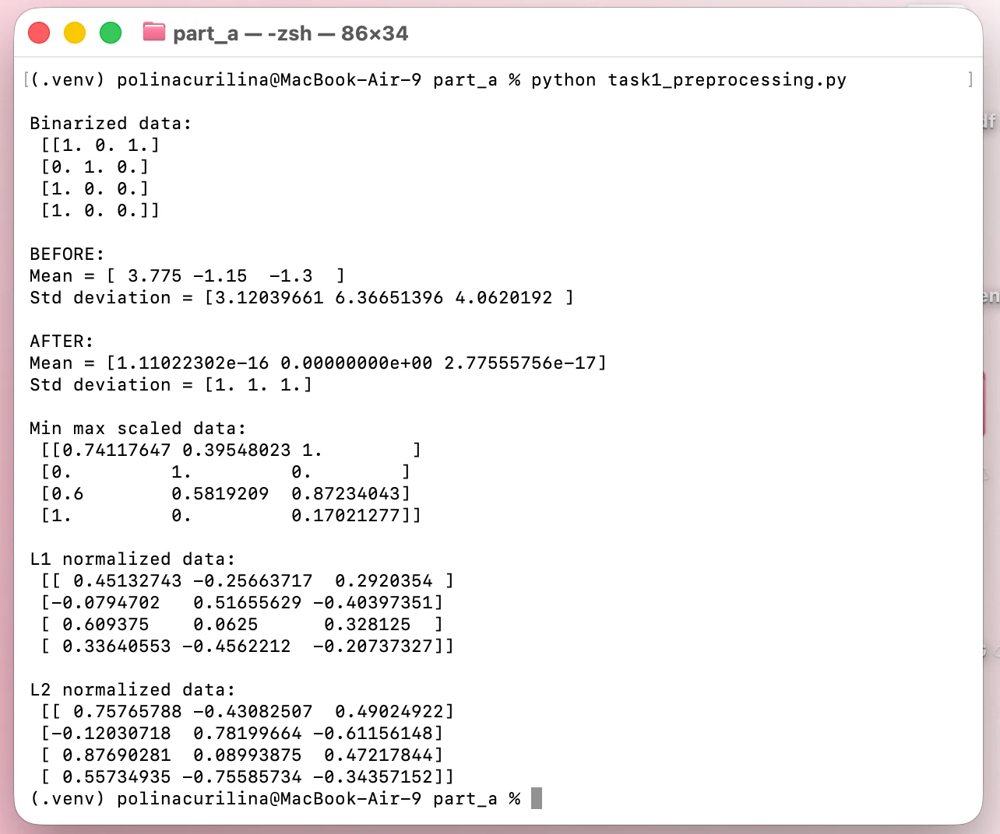 part_a — -zsh — 86×34
[(.venv) polinacurilina@MacBook-Air-9 part_a % python task1_preprocessing.py ]
Binarized data:
[[1. 0. 1.]
[0. 1. 0.]
[1. 0. 0.]
[1. 0. 0.]]
BEFORE:
Mean = [ 3.775 -1.15  -1.3  ]
Std deviation = [3.12039661 6.36651396 4.0620192 ]
AFTER:
Mean = [1.11022302e-16 0.00000000e+00 2.77555756e-17]
Std deviation = [1. 1. 1.]
Min max scaled data:
[[0.74117647 0.39548023 1.        ]
[0.         1.         0.        ]
[0.6        0.5819209  0.87234043]
[1.         0.         0.17021277]]
L1 normalized data:
[[ 0.45132743 -0.25663717  0.2920354 ]
[-0.0794702   0.51655629 -0.40397351]
[ 0.609375    0.0625      0.328125  ]
[ 0.33640553 -0.4562212  -0.20737327]]
L2 normalized data:
[[ 0.75765788 -0.43082507  0.49024922]
[-0.12030718  0.78199664 -0.61156148]
[ 0.87690281  0.08993875  0.47217844]
[ 0.55734935 -0.75585734 -0.34357152]]
(.venv) polinacurilina@MacBook-Air-9 part_a %